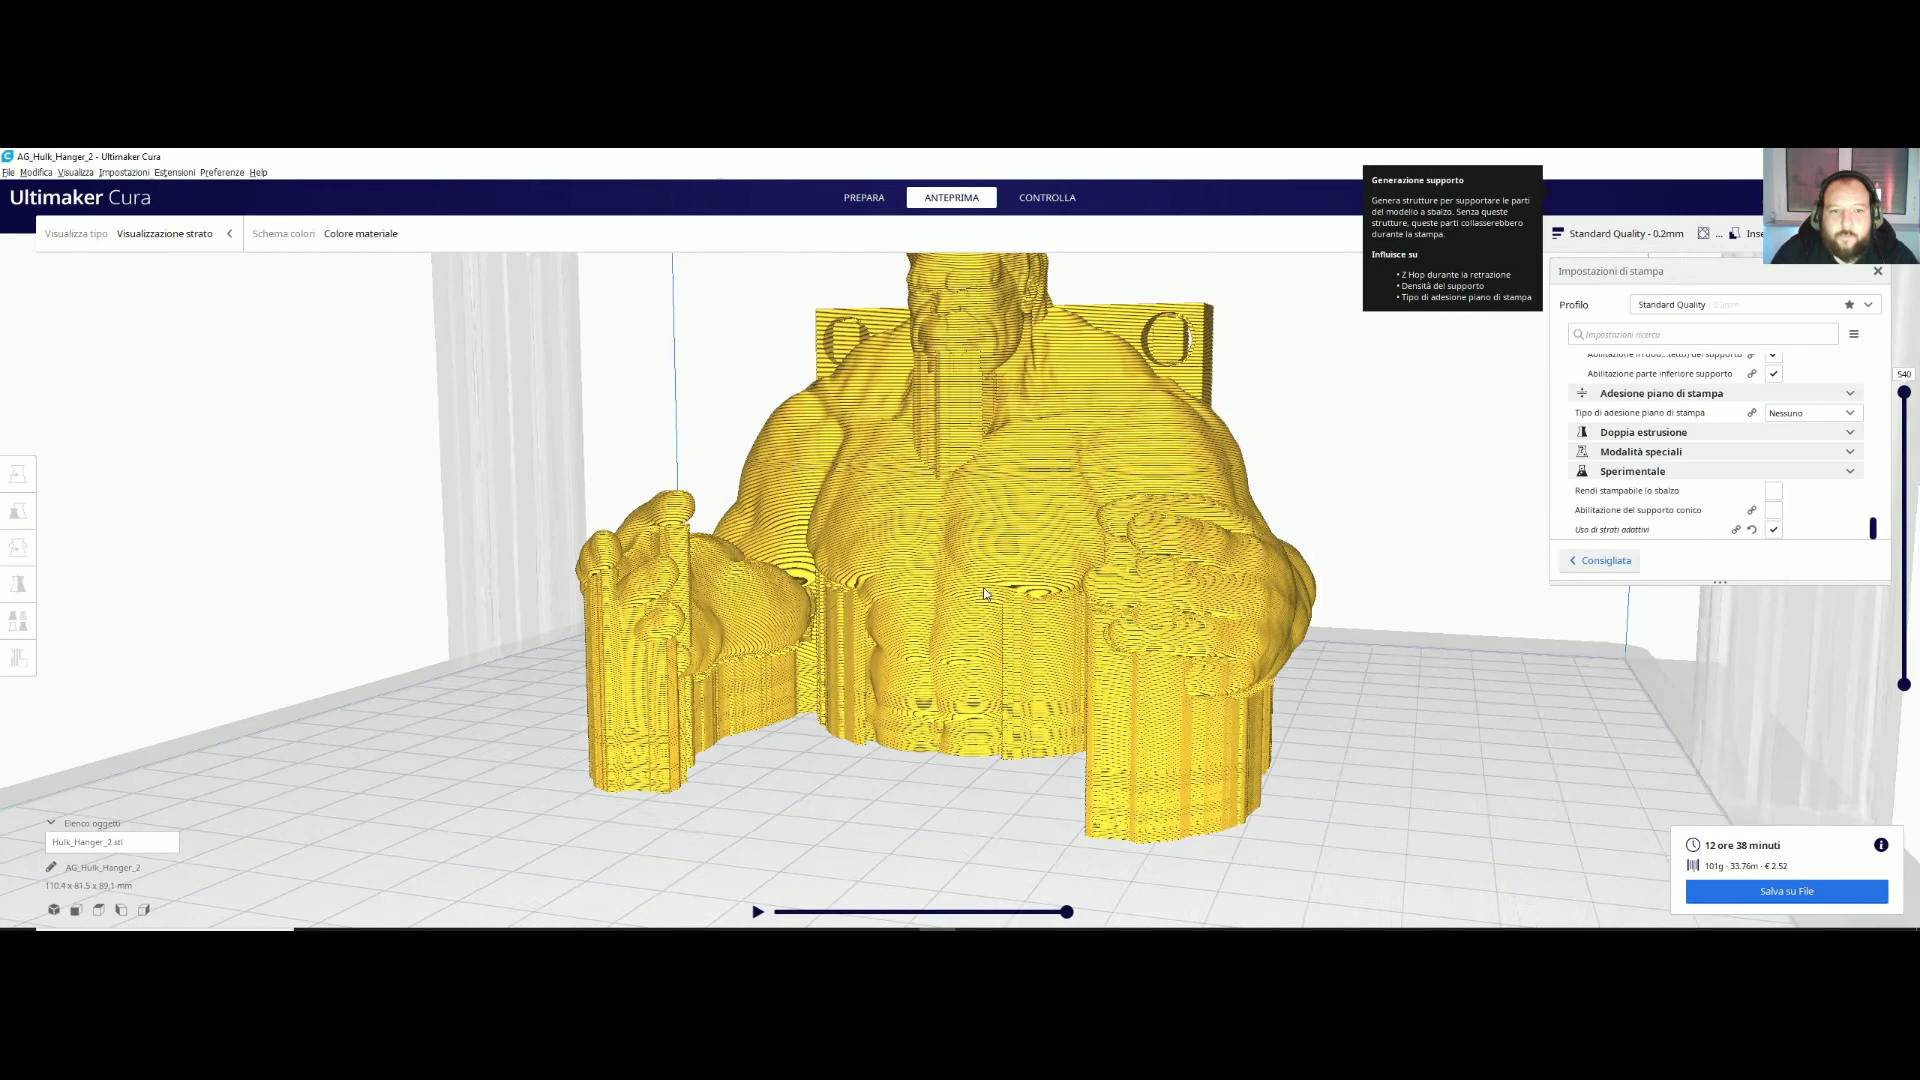 AG_Hulk_Hanger_2 - Ultimaker Cura
File Modifica Visualizza Impostazioni Estensioni Preferenze Help
Ultimaker Cura
PREPARA
ANTEPRIMA
CONTROLLA
Visualizza tipo Visualizzazione strato
Schema colori Colore materiale
Generazione supporto
Genera strutture per supportare le parti
del modello a sbalzo. Senza queste
strutture, queste parti collasserebbero
durante la stampa.
Influisce su
• Z Hop durante la retrazione
• Densità del supporto
• Tipo di adesione piano di stampa
Standard Quality - 0.2mm
...
Impostazioni di stampa
Profilo
Standard Quality 0.2mm
Impostazioni ricerca
Abilitazione parte inferiore supporto
Adesione piano di stampa
Tipo di adesione piano di stampa
Nessuno
Doppia estrusione
Modalità speciali
Sperimentale
Rendi stampabile lo sbalzo
Abilitazione del supporto conico
Uso di strati adattivi
Consigliata
540
Elenco oggetti
Hulk_Hanger_2.stl
AG_Hulk_Hanger_2
110.4 x 81.5 x 89.1 mm
12 ore 38 minuti
101g · 33.76m · € 2.52
Salva su File